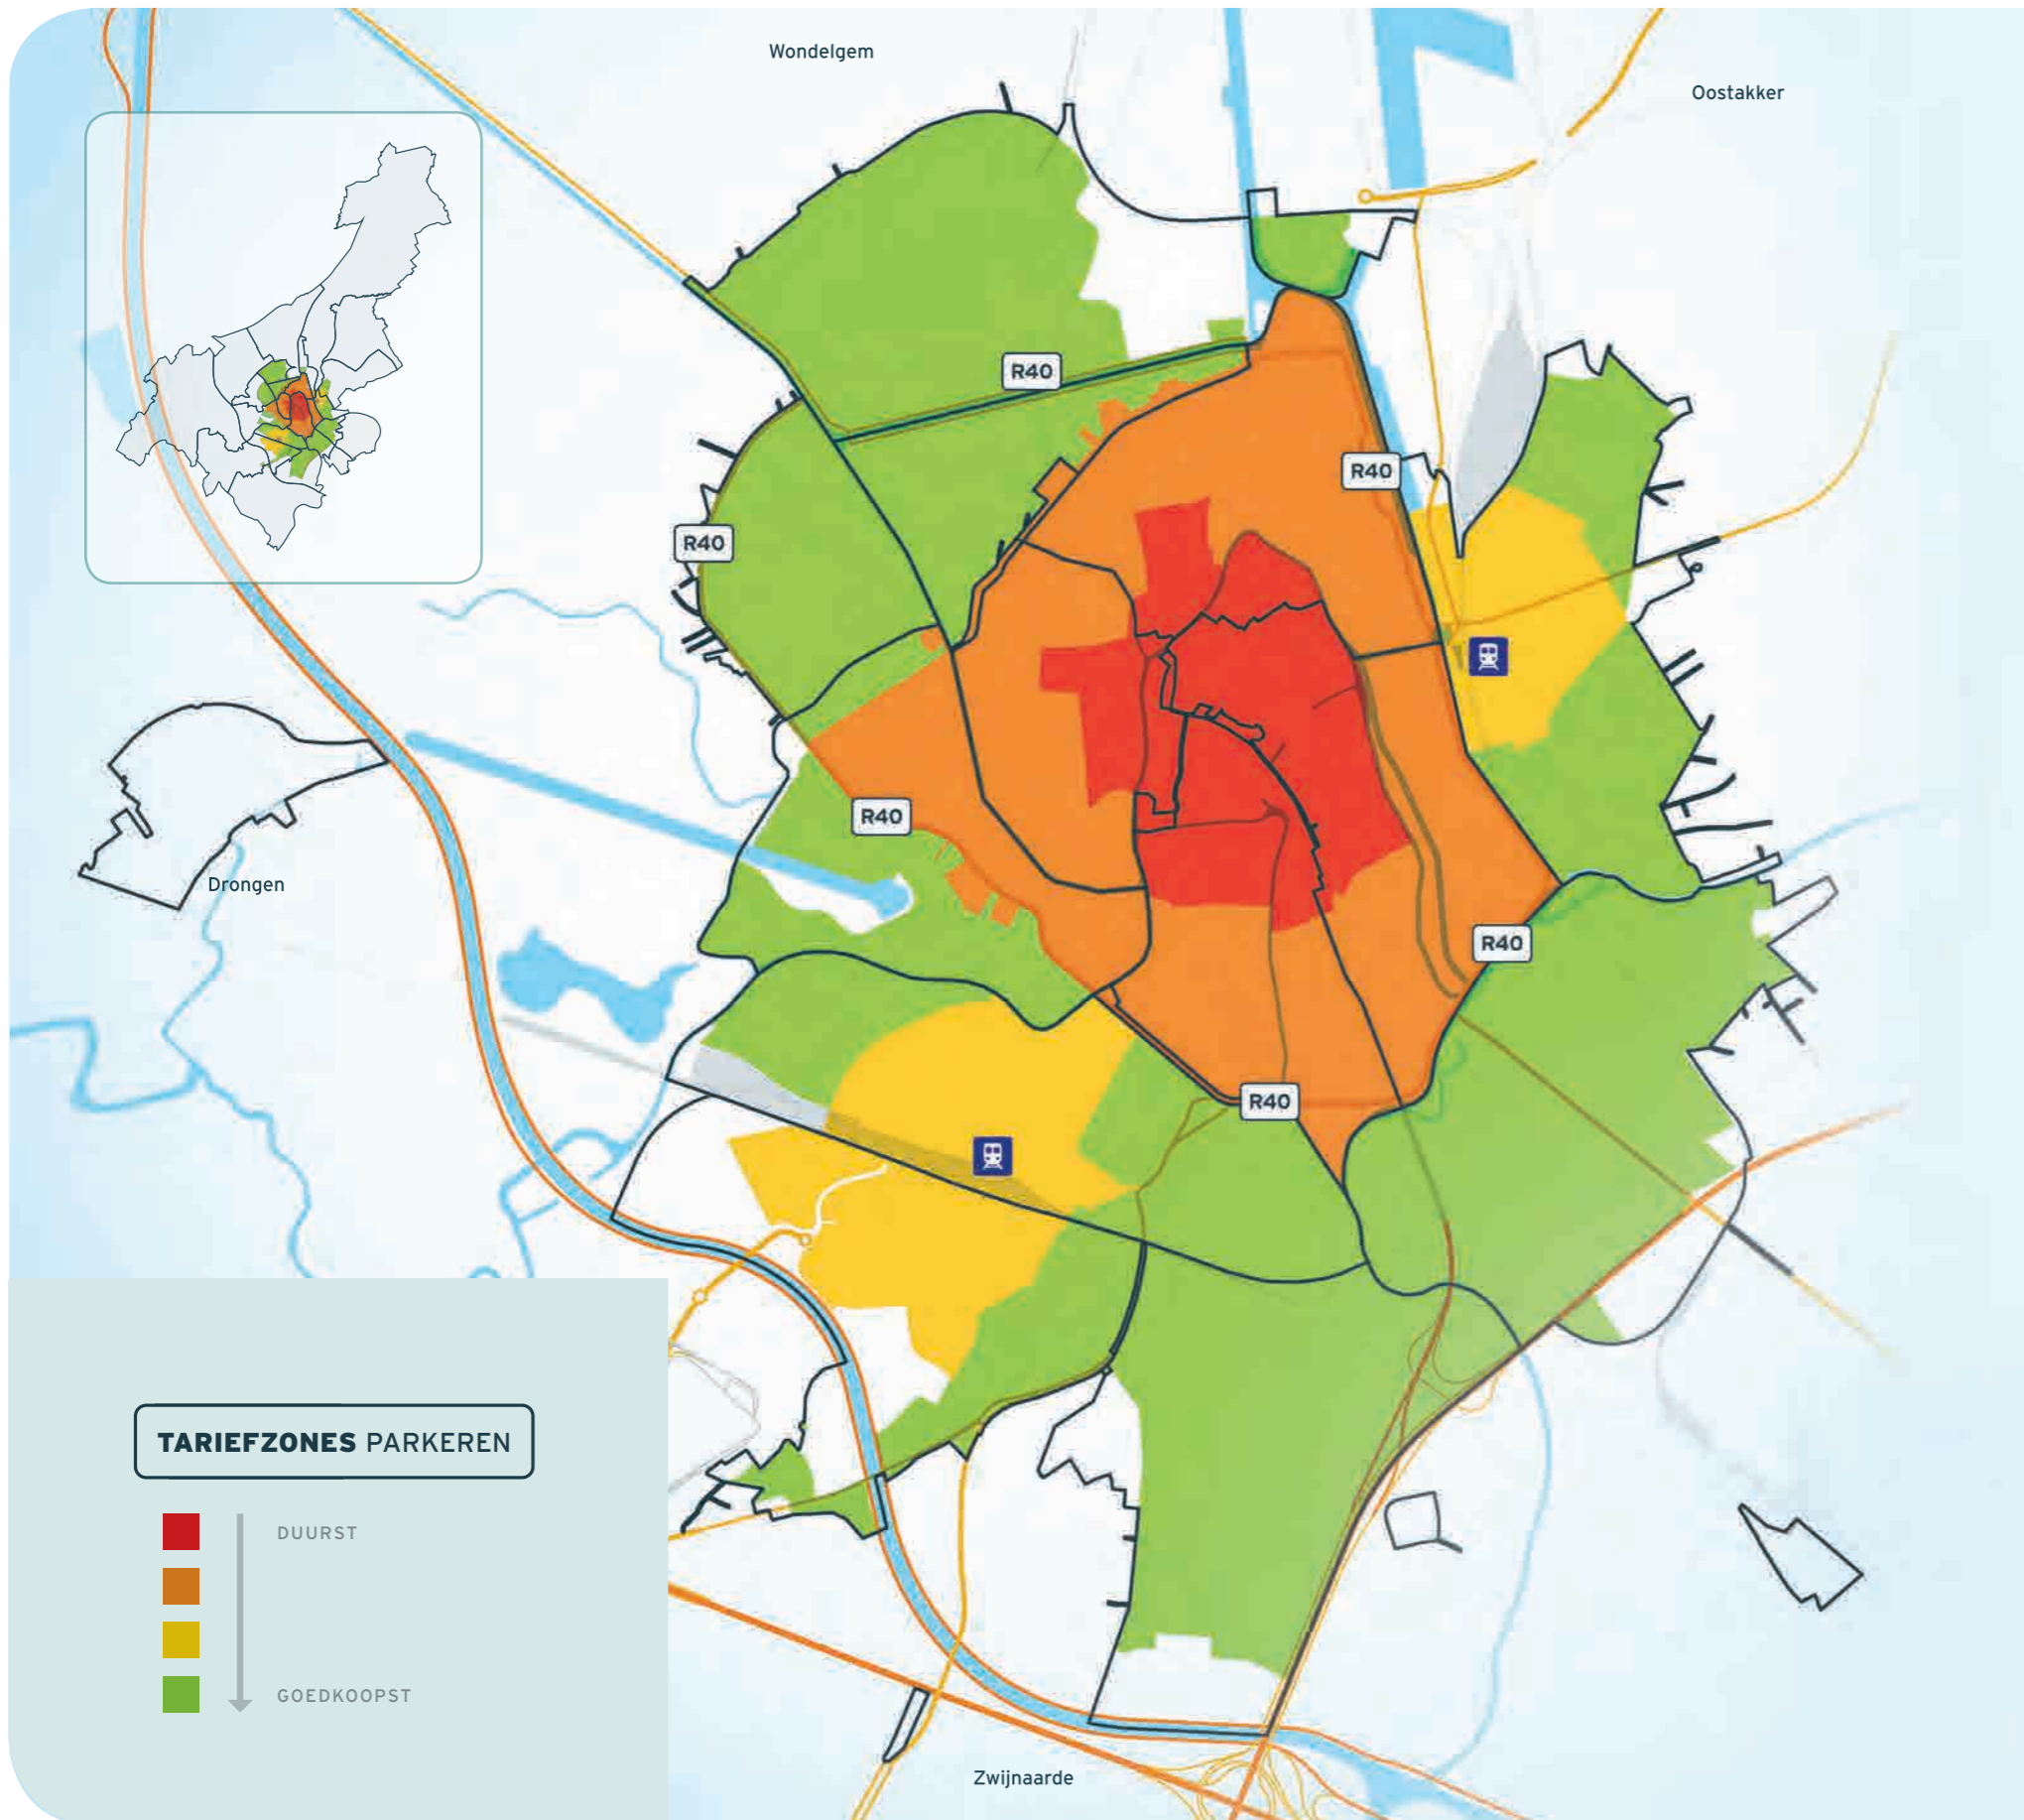 Wondelgem
Oostakker
R40
R40
R40
R40
Drongen
R40
R40
TARIEFZONES PARKEREN
DUURST
GOEDKOOPST
Zwijnaarde